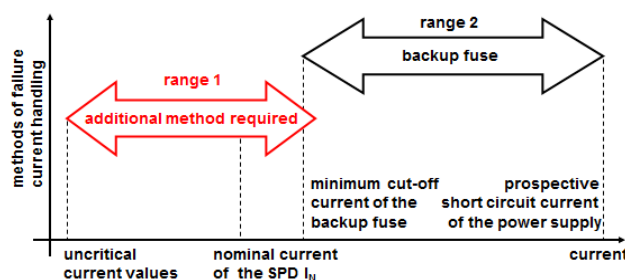 range 2
backup fuse
range 1
additional method required
methods of failure
current handling
minimum cut-off
current of the
backup fuse
prospective
short circuit current
of the power supply
uncritical
current values
nominal current
of the SPD I_N
current